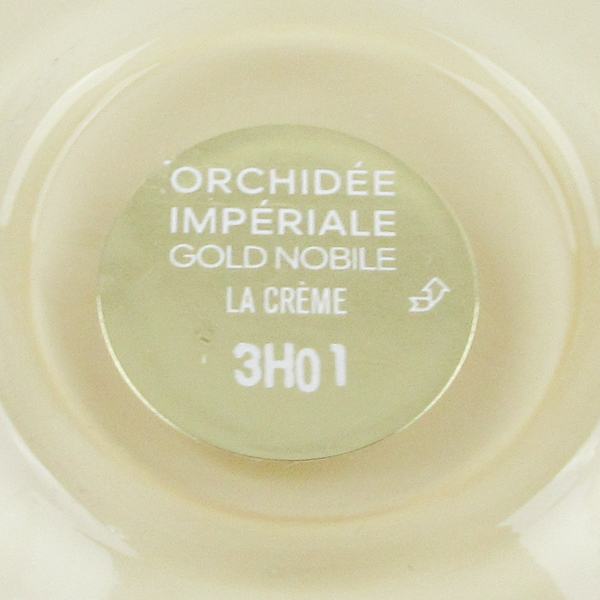 ORCHIDÉE
IMPÉRIALE
GOLD NOBILE
LA CRÈME
3H01